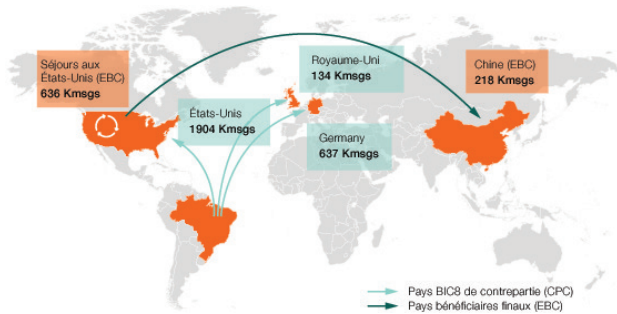 Séjours aux
États-Unis (EBC)
636 Kmsgs
États-Unis
1904 Kmsgs
Royaume-Uni
134 Kmsgs
Germany
637 Kmsgs
Chine (EBC)
218 Kmsgs
Pays BIC8 de contrepartie (CPC)
Pays bénéficiaires finaux (EBC)